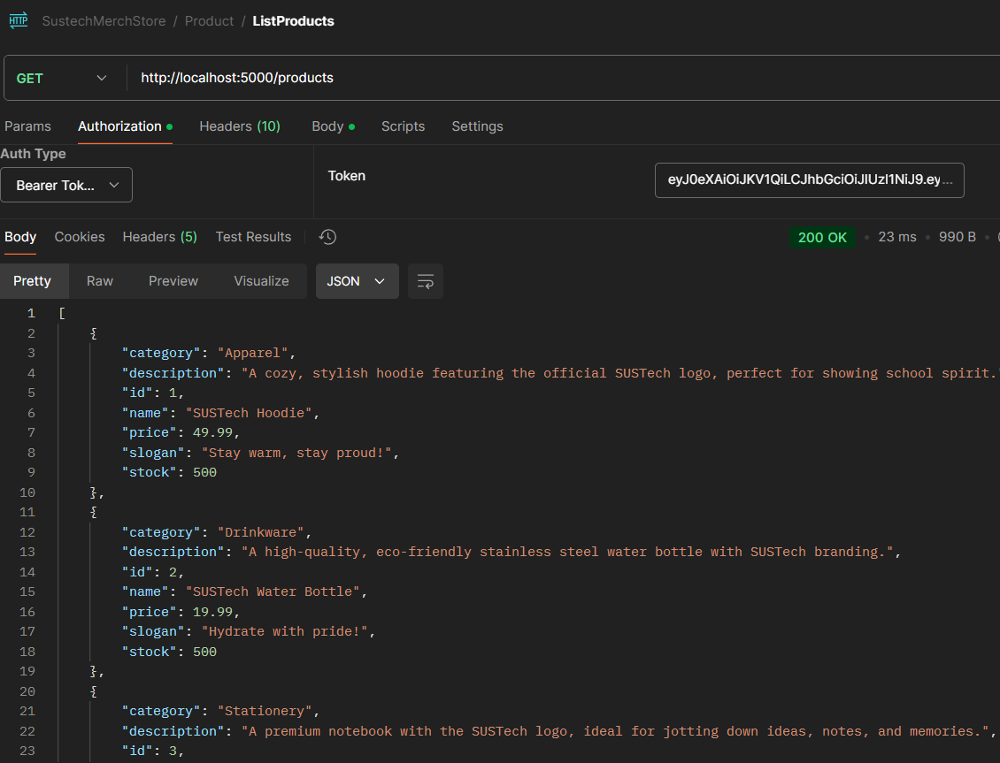 HTTP SustechMerchStore / Product / ListProducts
GET http://localhost:5000/products
Params Authorization Headers (10) Body Scripts Settings
Auth Type
Bearer Tok... Token eyJ0eXAiOiJKV1QiLCJhbGciOiJIUzI1NiJ9.ey...
Body Cookies Headers (5) Test Results 200 OK 23 ms 990 B
Pretty Raw Preview Visualize JSON
1 [
2 {
3 "category": "Apparel",
4 "description": "A cozy, stylish hoodie featuring the official SUSTech logo, perfect for showing school spirit."
5 "id": 1,
6 "name": "SUSTech Hoodie",
7 "price": 49.99,
8 "slogan": "Stay warm, stay proud!",
9 "stock": 500
10 },
11 {
12 "category": "Drinkware",
13 "description": "A high-quality, eco-friendly stainless steel water bottle with SUSTech branding.",
14 "id": 2,
15 "name": "SUSTech Water Bottle",
16 "price": 19.99,
17 "slogan": "Hydrate with pride!",
18 "stock": 500
19 },
20 {
21 "category": "Stationery",
22 "description": "A premium notebook with the SUSTech logo, ideal for jotting down ideas, notes, and memories.",
23 "id": 3,